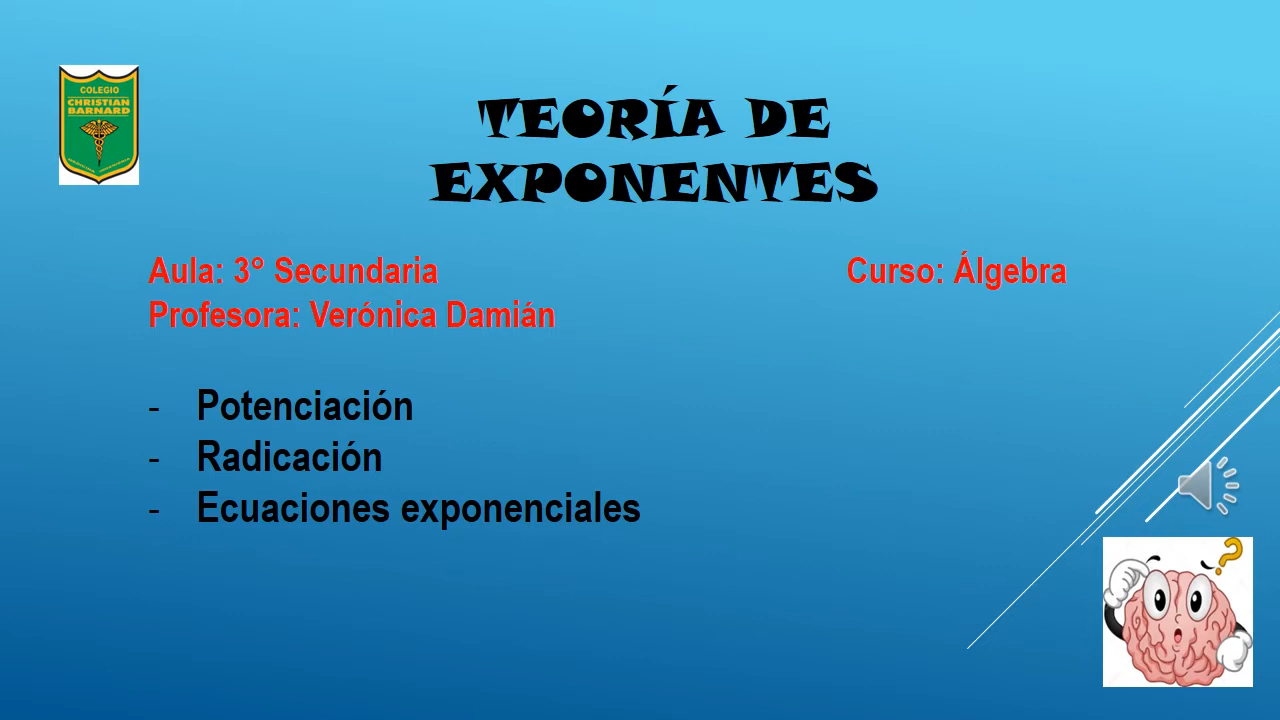 COLEGIO
CHRISTIAN
BARNARD
TEORÍA DE
EXPONENTES
Aula: 3° Secundaria Curso: Álgebra
Profesora: Verónica Damián
- Potenciación
- Radicación
- Ecuaciones exponenciales
?